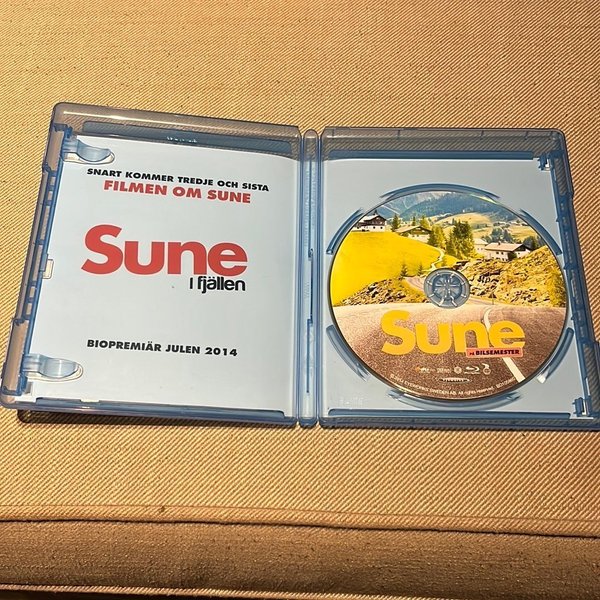 SNART KOMMER TREDJE OCH SISTA
FILMEN OM SUNE
Sune
i fjällen
BIOPREMIÄR JULEN 2014
Sune
PÅ BILSEMESTER